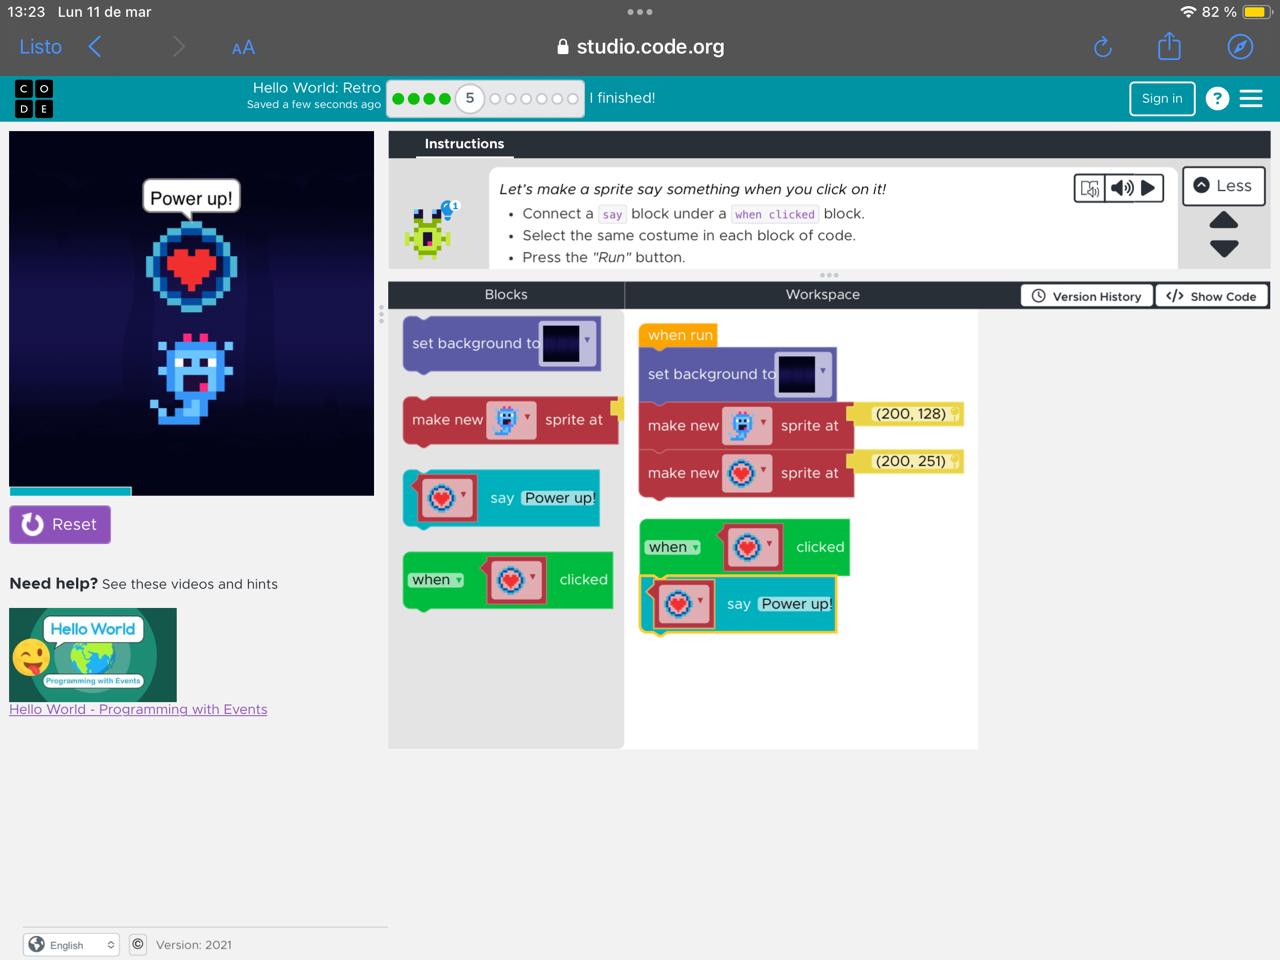 13:23 Lun 11 de mar
82 %
Listo
AA
studio.code.org
C O
D E
Hello World: Retro
Saved a few seconds ago
5
I finished!
Sign in
?
Power up!
Reset
Need help? See these videos and hints
Hello World
Programming with Events
Hello World - Programming with Events
Instructions
1
Let's make a sprite say something when you click on it!
• Connect a say block under a when clicked block.
• Select the same costume in each block of code.
• Press the "Run" button.
Less
Blocks
Workspace
Version History
</> Show Code
set background to
make new sprite at
say Power up!
when clicked
when run
set background to
make new sprite at (200, 128)
make new sprite at (200, 251)
when clicked
say Power up!
English
©
Version: 2021